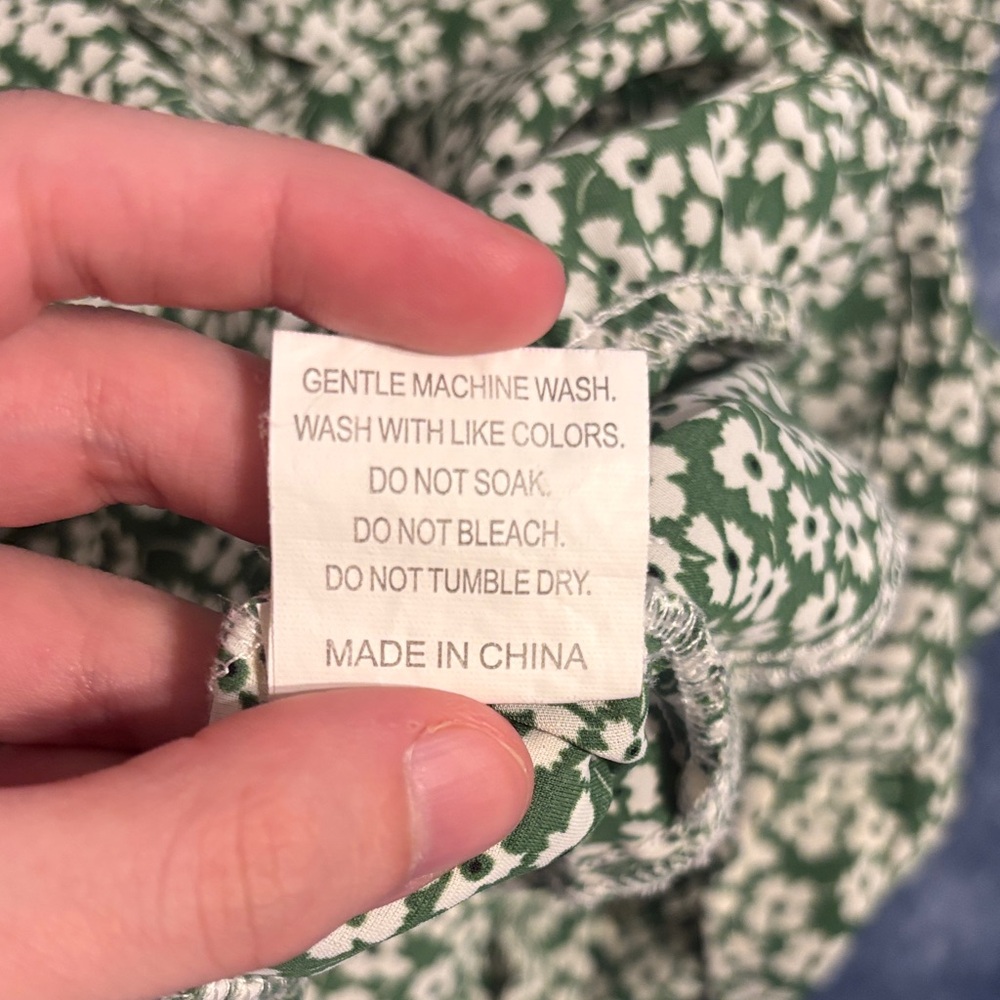 GENTLE MACHINE WASH.
WASH WITH LIKE COLORS.
DO NOT SOAK.
DO NOT BLEACH.
DO NOT TUMBLE DRY.
MADE IN CHINA